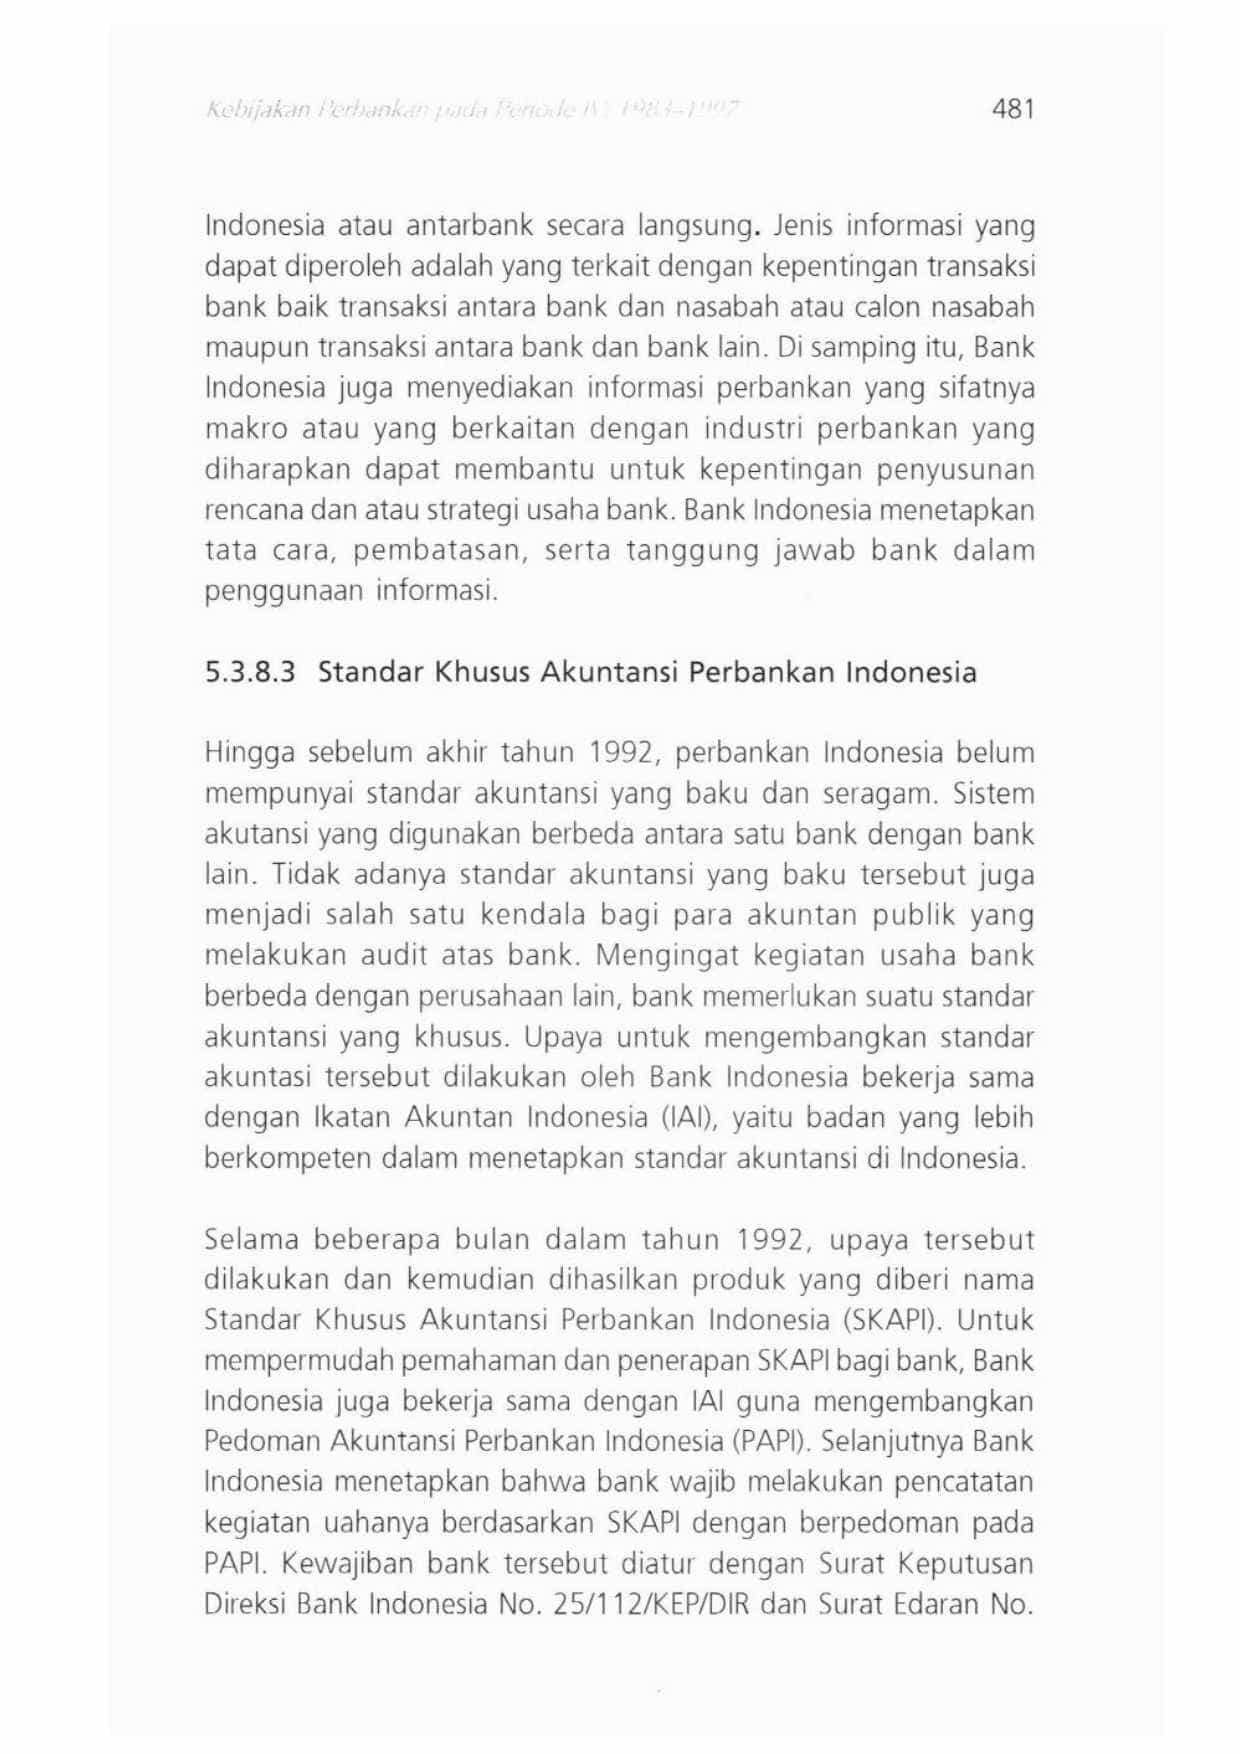 Kebijakan Perbankan pada Periode IV: 1983–1997
481
Indonesia atau antarbank secara langsung. Jenis informasi yang
dapat diperoleh adalah yang terkait dengan kepentingan transaksi
bank baik transaksi antara bank dan nasabah atau calon nasabah
maupun transaksi antara bank dan bank lain. Di samping itu, Bank
Indonesia juga menyediakan informasi perbankan yang sifatnya
makro atau yang berkaitan dengan industri perbankan yang
diharapkan dapat membantu untuk kepentingan penyusunan
rencana dan atau strategi usaha bank. Bank Indonesia menetapkan
tata cara, pembatasan, serta tanggung jawab bank dalam
penggunaan informasi.
5.3.8.3 Standar Khusus Akuntansi Perbankan Indonesia
Hingga sebelum akhir tahun 1992, perbankan Indonesia belum
mempunyai standar akuntansi yang baku dan seragam. Sistem
akutansi yang digunakan berbeda antara satu bank dengan bank
lain. Tidak adanya standar akuntansi yang baku tersebut juga
menjadi salah satu kendala bagi para akuntan publik yang
melakukan audit atas bank. Mengingat kegiatan usaha bank
berbeda dengan perusahaan lain, bank memerlukan suatu standar
akuntansi yang khusus. Upaya untuk mengembangkan standar
akuntasi tersebut dilakukan oleh Bank Indonesia bekerja sama
dengan Ikatan Akuntan Indonesia (IAI), yaitu badan yang lebih
berkompeten dalam menetapkan standar akuntansi di Indonesia.
Selama beberapa bulan dalam tahun 1992, upaya tersebut
dilakukan dan kemudian dihasilkan produk yang diberi nama
Standar Khusus Akuntansi Perbankan Indonesia (SKAPI). Untuk
mempermudah pemahaman dan penerapan SKAPI bagi bank, Bank
Indonesia juga bekerja sama dengan IAI guna mengembangkan
Pedoman Akuntansi Perbankan Indonesia (PAPI). Selanjutnya Bank
Indonesia menetapkan bahwa bank wajib melakukan pencatatan
kegiatan uahanya berdasarkan SKAPI dengan berpedoman pada
PAPI. Kewajiban bank tersebut diatur dengan Surat Keputusan
Direksi Bank Indonesia No. 25/112/KEP/DIR dan Surat Edaran No.